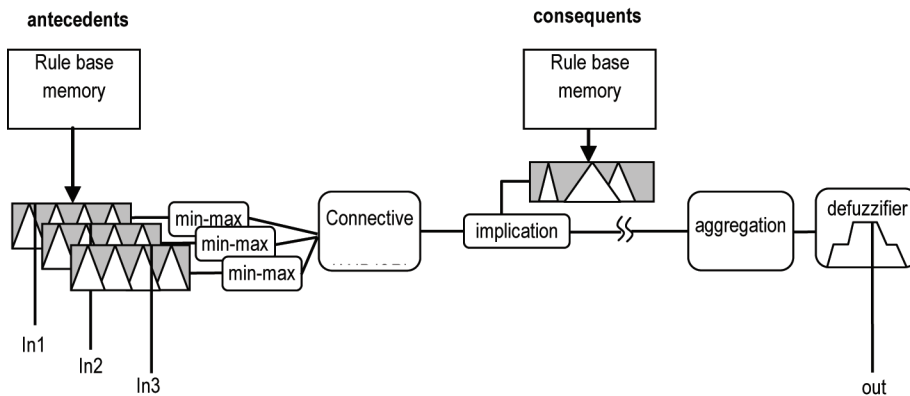 antecedents
consequents
Rule base
memory
Rule base
memory
min-max
min-max
min-max
Connective
implication
aggregation
defuzzifier
In1
In2
In3
out